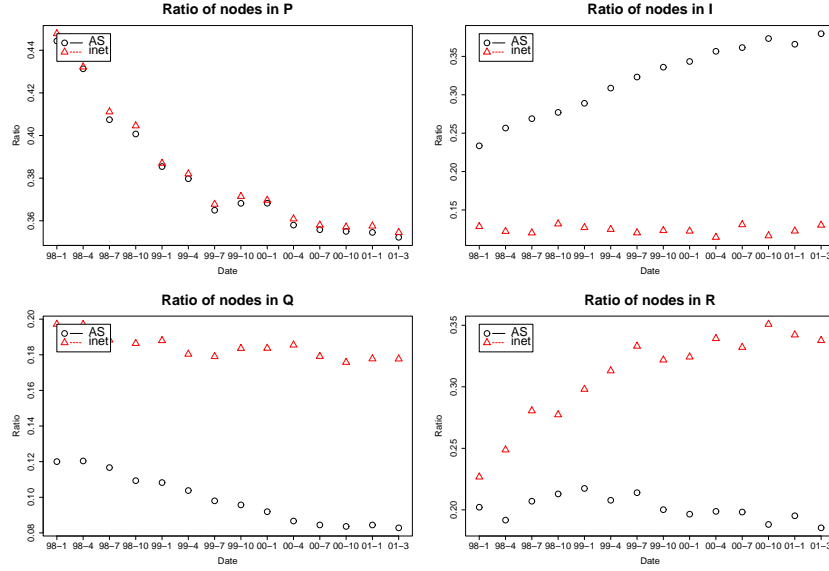 Ratio of nodes in P
AS
inet
Ratio
0.36 0.38 0.40 0.42 0.44
98−1 98−4 98−7 98−10 99−1 99−4 99−7 99−10 00−1 00−4 00−7 00−10 01−1 01−3
Date
Ratio of nodes in I
AS
inet
Ratio
0.15 0.20 0.25 0.30 0.35
98−1 98−4 98−7 98−10 99−1 99−4 99−7 99−10 00−1 00−4 00−7 00−10 01−1 01−3
Date
Ratio of nodes in Q
AS
inet
Ratio
0.08 0.10 0.12 0.14 0.16 0.18 0.20
98−1 98−4 98−7 98−10 99−1 99−4 99−7 99−10 00−1 00−4 00−7 00−10 01−1 01−3
Date
Ratio of nodes in R
AS
inet
Ratio
0.20 0.25 0.30 0.35
98−1 98−4 98−7 98−10 99−1 99−4 99−7 99−10 00−1 00−4 00−7 00−10 01−1 01−3
Date